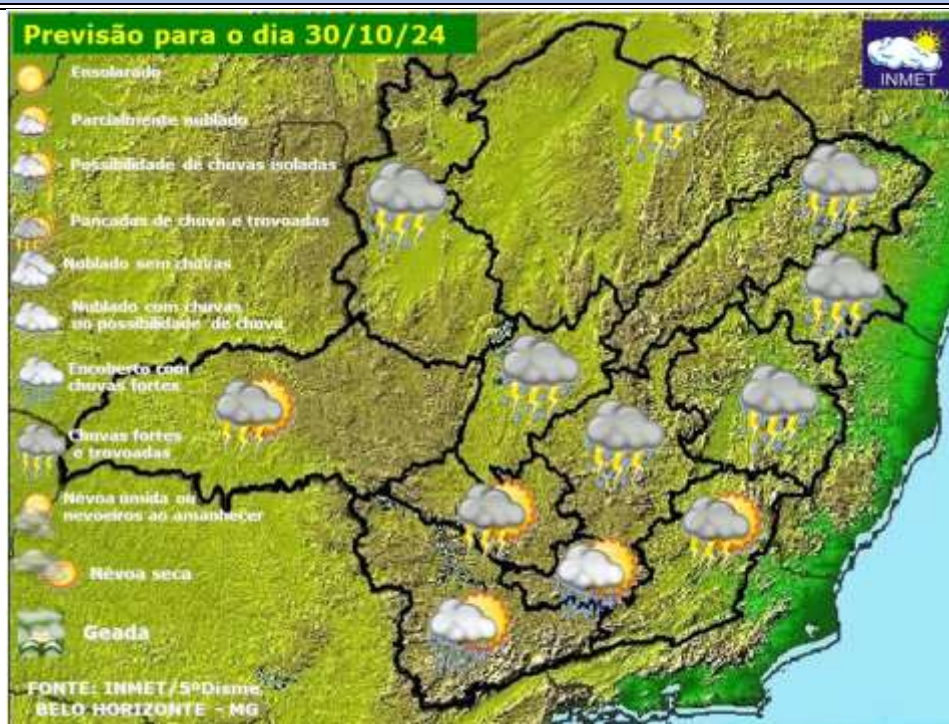 Previsão para o dia 30/10/24
INMET
Ensolarado
Parcialmente nublado
Possibilidade de chuvas isoladas
Pancadas de chuva e trovoadas
Nublado sem chuvas
Nublado com chuvas
ou possibilidade de chuva
Encoberto com
chuvas fortes
Chuvas fortes
e trovoadas
Névoa úmida ou
nevoeiros ao amanhecer
Névoa seca
Geada
FONTE: INMET/5ºDisme
BELO HORIZONTE - MG